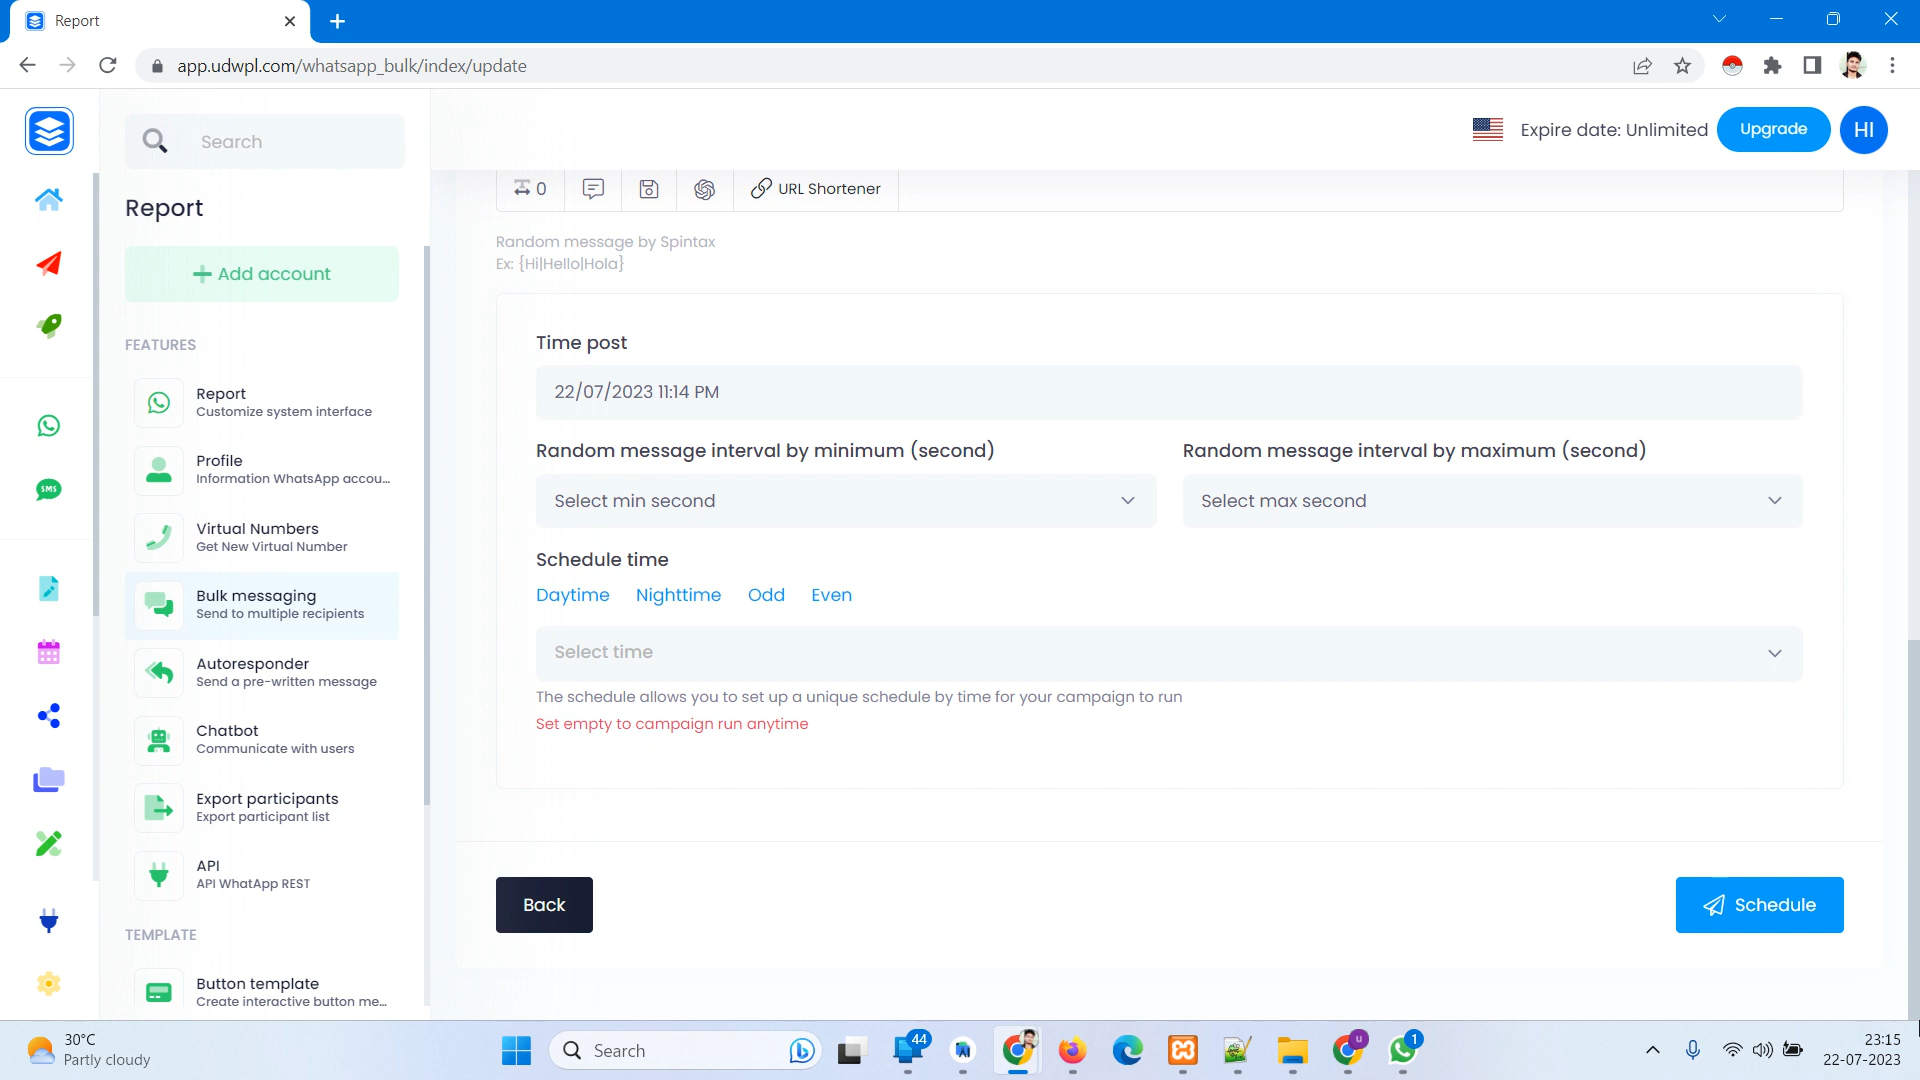 Report
app.udwpl.com/whatsapp_bulk/index/update
Search
Expire date: Unlimited
Upgrade
HI
Report
0
URL Shortener
Random message by Spintax
Ex: {Hi|Hello|Hola}
Add account
FEATURES
Report
Customize system interface
Profile
Information WhatsApp accou...
Virtual Numbers
Get New Virtual Number
Bulk messaging
Send to multiple recipients
Autoresponder
Send a pre-written message
Chatbot
Communicate with users
Export participants
Export participant list
API
API WhatApp REST
TEMPLATE
Button template
Create interactive button me...
SMS
Time post
22/07/2023 11:14 PM
Random message interval by minimum (second)
Random message interval by maximum (second)
Select min second
Select max second
Schedule time
Daytime Nighttime Odd Even
Select time
The schedule allows you to set up a unique schedule by time for your campaign to run
Set empty to campaign run anytime
Back
Schedule
30°C
Partly cloudy
Search
44
u
1
23:15
22-07-2023